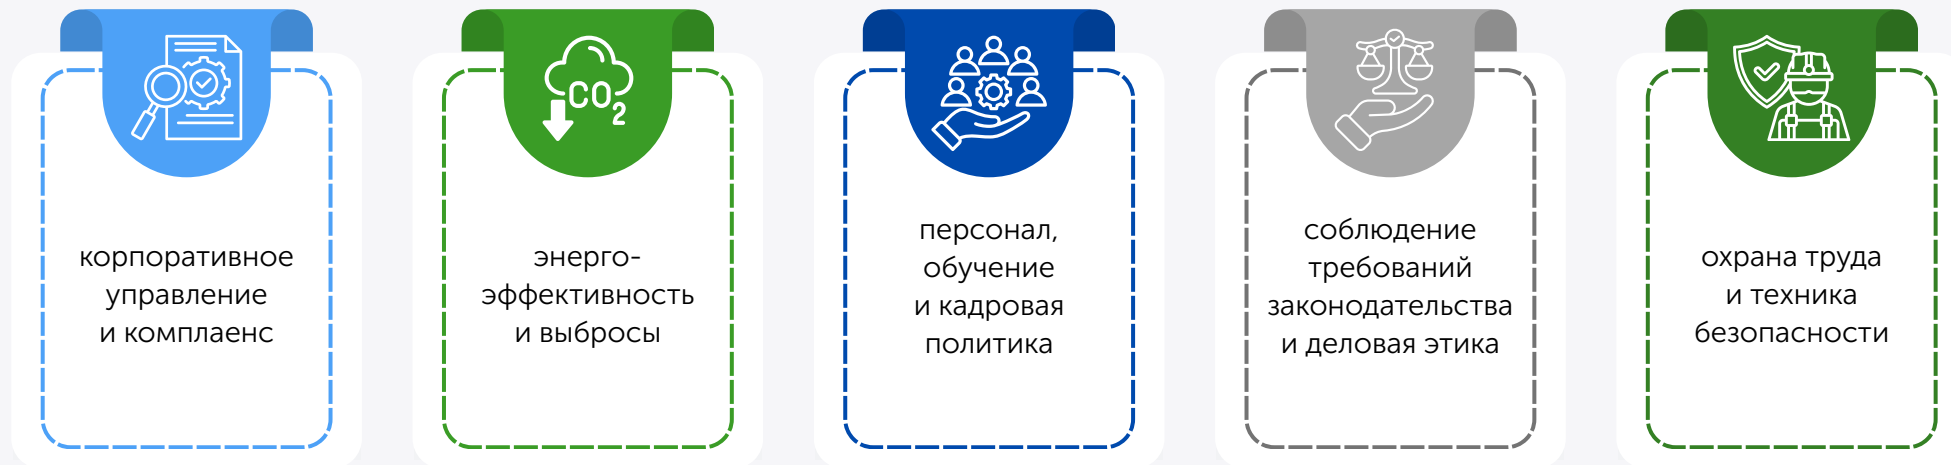 корпоративное
управление
и комплаенс
CO2
энерго-
эффективность
и выбросы
персонал,
обучение
и кадровая
политика
соблюдение
требований
законодательства
и деловая этика
охрана труда
и техника
безопасности